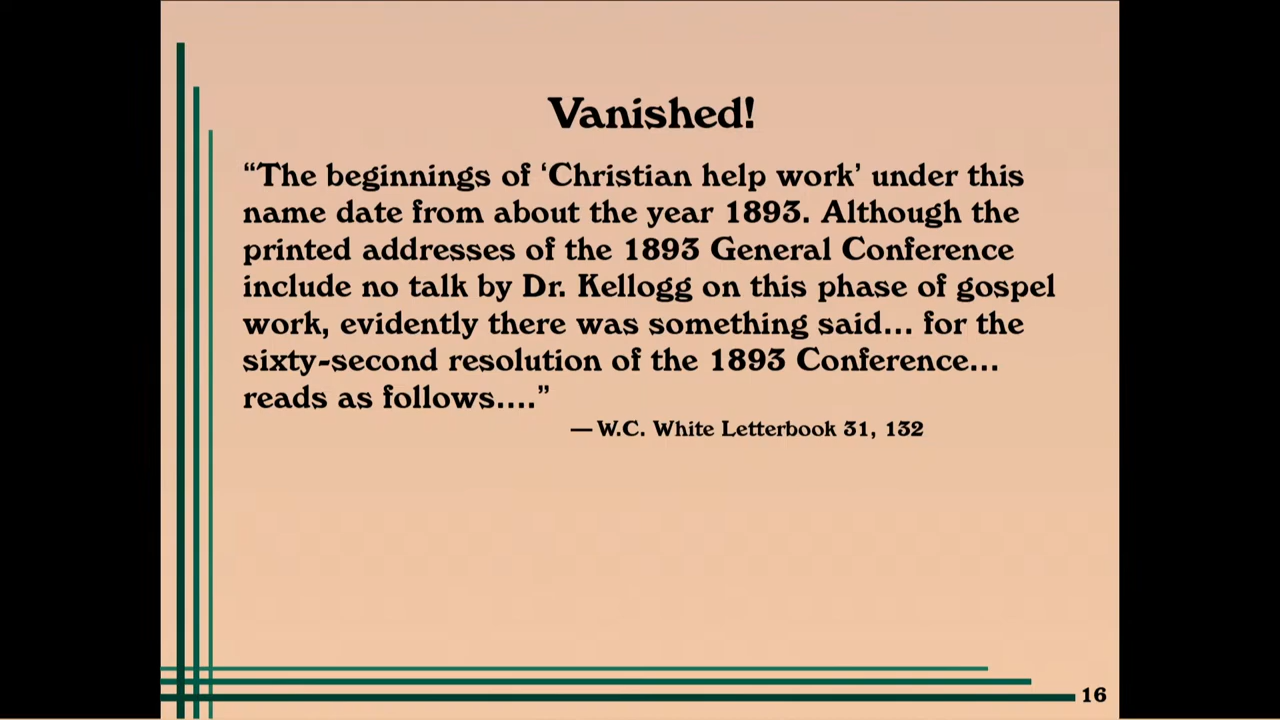 Vanished!
“The beginnings of ‘Christian help work’ under this
name date from about the year 1893. Although the
printed addresses of the 1893 General Conference
include no talk by Dr. Kellogg on this phase of gospel
work, evidently there was something said... for the
sixty-second resolution of the 1893 Conference...
reads as follows....”
— W.C. White Letterbook 31, 132
16